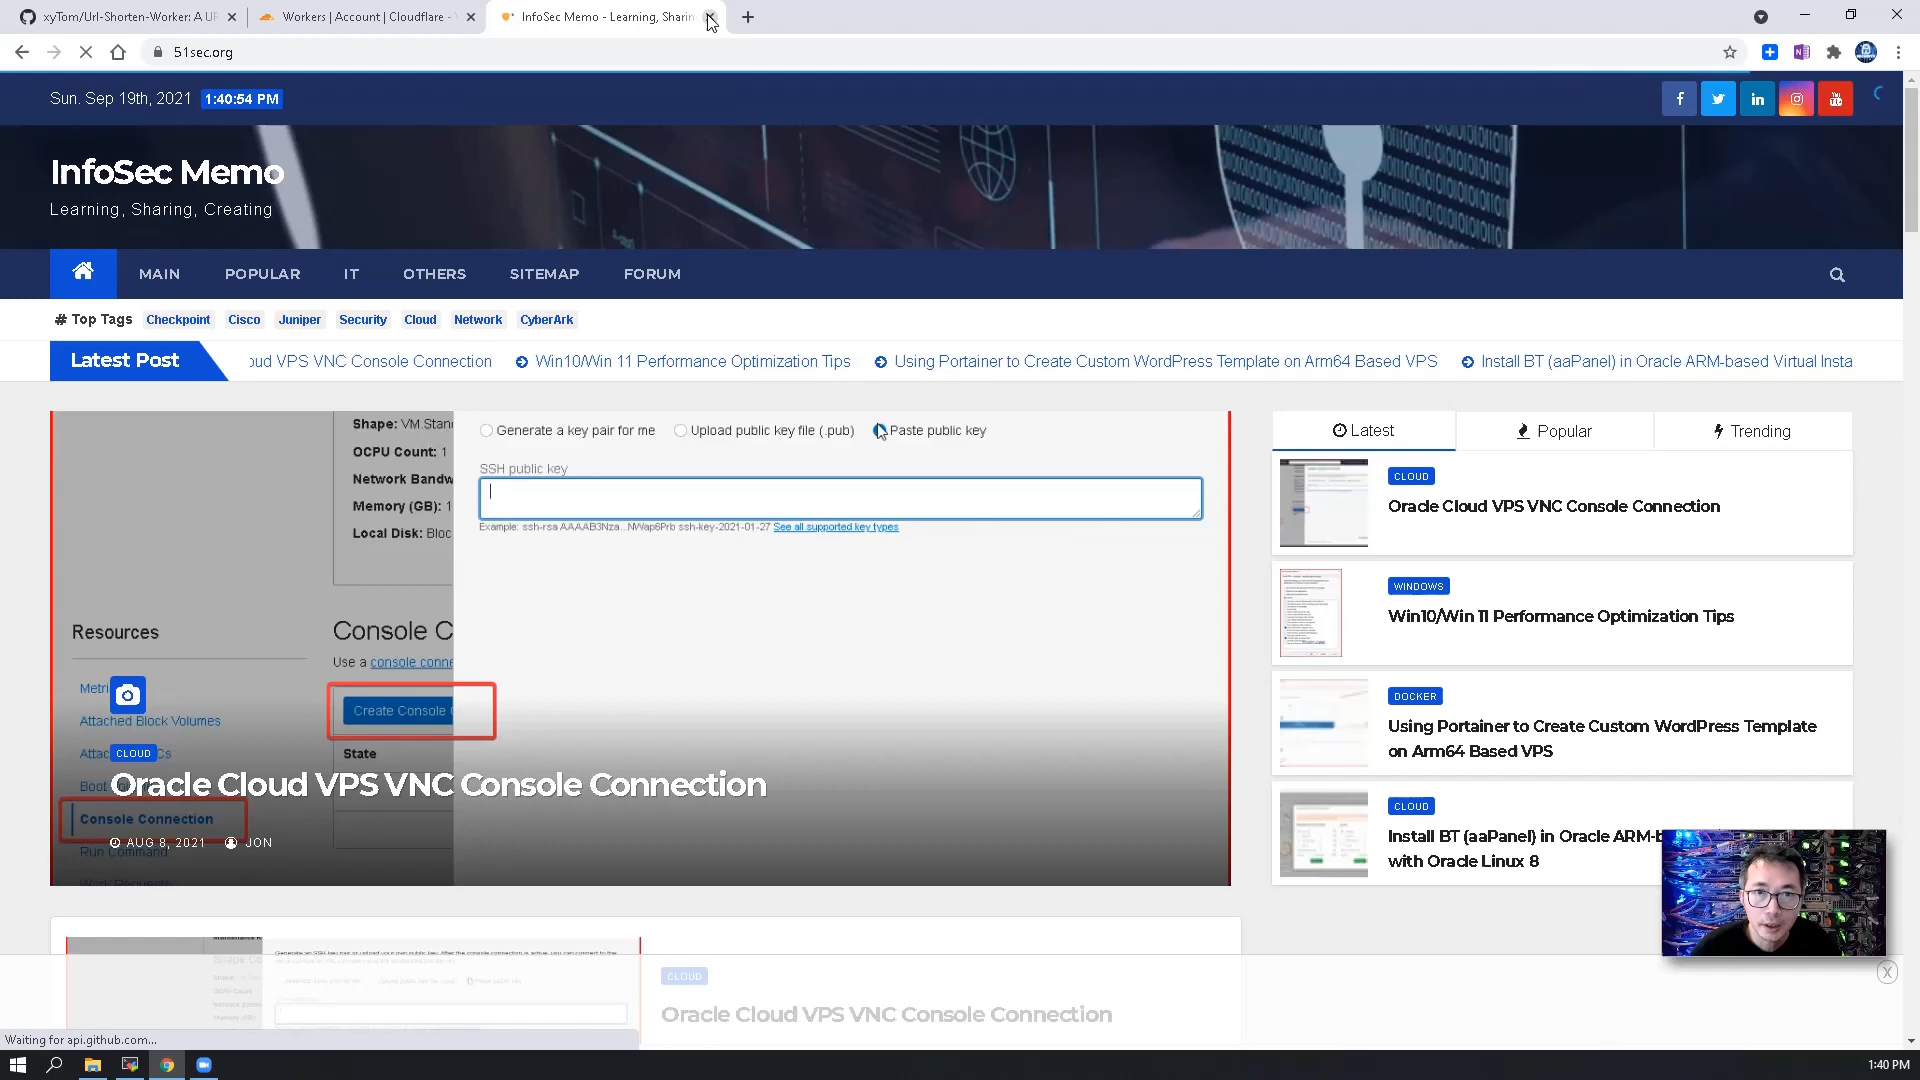 xyTom/Url-Shorten-Worker: A UR
Workers | Account | Cloudflare -
InfoSec Memo - Learning, Sharin
51sec.org
Sun. Sep 19th, 2021 1:40:54 PM
InfoSec Memo
Learning, Sharing, Creating
MAIN POPULAR IT OTHERS SITEMAP FORUM
# Top Tags Checkpoint Cisco Juniper Security Cloud Network CyberArk
Latest Post
oud VPS VNC Console Connection Win10/Win 11 Performance Optimization Tips Using Portainer to Create Custom WordPress Template on Arm64 Based VPS Install BT (aaPanel) in Oracle ARM-based Virtual Insta
Shape: VM.Stand
OCPU Count: 1
Network Bandw
Memory (GB): 1
Local Disk: Bloc
Generate a key pair for me Upload public key file (.pub) Paste public key
SSH public key
Example: ssh-rsa AAAAB3Nza...NWap6Prb ssh-key-2021-01-27 See all supported key types
Resources
Metri
Attached Block Volumes
Console Connection
Run Command
Work Requests
Console C
Use a console conne
Create Console
State
CLOUD
Oracle Cloud VPS VNC Console Connection
AUG 8, 2021 JON
Latest Popular Trending
CLOUD
Oracle Cloud VPS VNC Console Connection
WINDOWS
Win10/Win 11 Performance Optimization Tips
DOCKER
Using Portainer to Create Custom WordPress Template
on Arm64 Based VPS
CLOUD
Install BT (aaPanel) in Oracle ARM-b
with Oracle Linux 8
CLOUD
Oracle Cloud VPS VNC Console Connection
Waiting for api.github.com...
1:40 PM